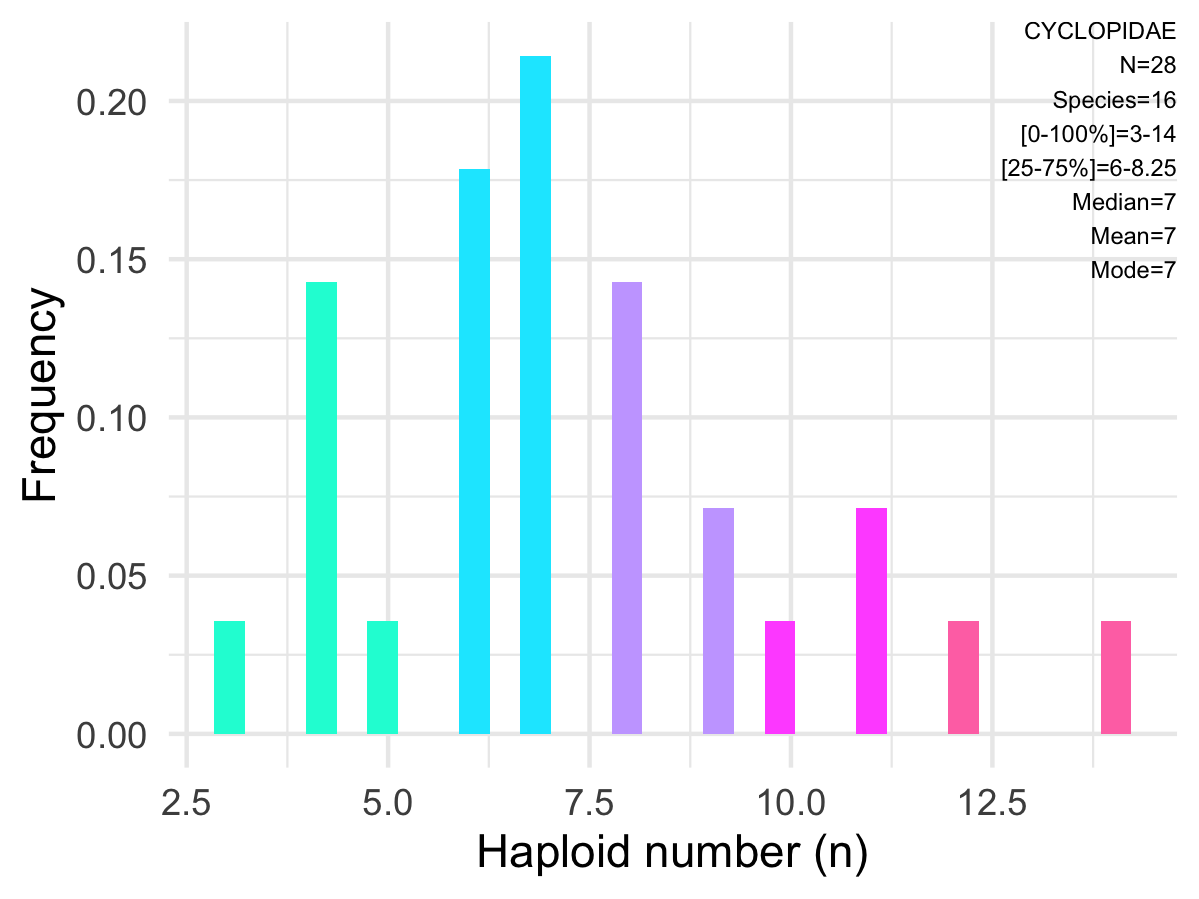 CYCLOPIDAE
N=28
Species=16
[0-100%]=3-14
[25-75%]=6-8.25
Median=7
Mean=7
Mode=7
Frequency
0.20
0.15
0.10
0.05
0.00
2.5 5.0 7.5 10.0 12.5
Haploid number (n)